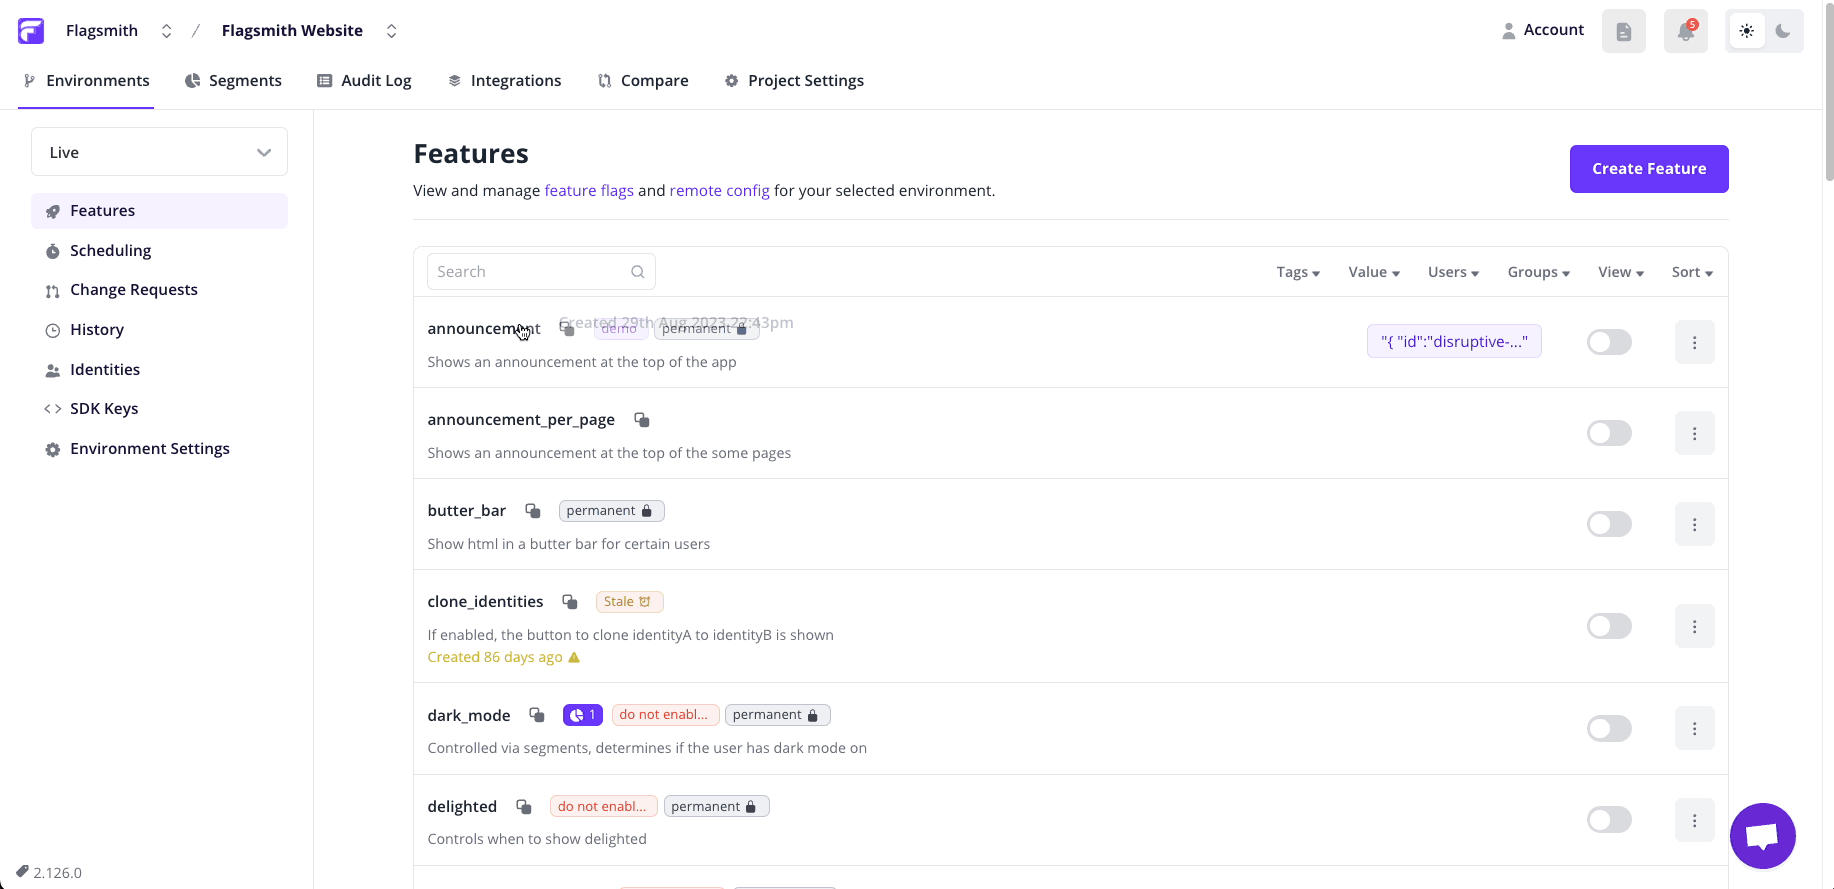 Flagsmith / Flagsmith Website Account 5
Environments Segments Audit Log Integrations Compare Project Settings
Live
Features
Scheduling
Change Requests
History
Identities
SDK Keys
Environment Settings
2.126.0
Features
View and manage feature flags and remote config for your selected environment.
Create Feature
Search Tags Value Users Groups View Sort
announcement demo permanent "{ "id":"disruptive-..."
Created 29th Aug 2023 22:43pm
Shows an announcement at the top of the app
announcement_per_page
Shows an announcement at the top of the some pages
butter_bar permanent
Show html in a butter bar for certain users
clone_identities Stale
If enabled, the button to clone identityA to identityB is shown
Created 86 days ago
dark_mode 1 do not enabl... permanent
Controlled via segments, determines if the user has dark mode on
delighted do not enabl... permanent
Controls when to show delighted